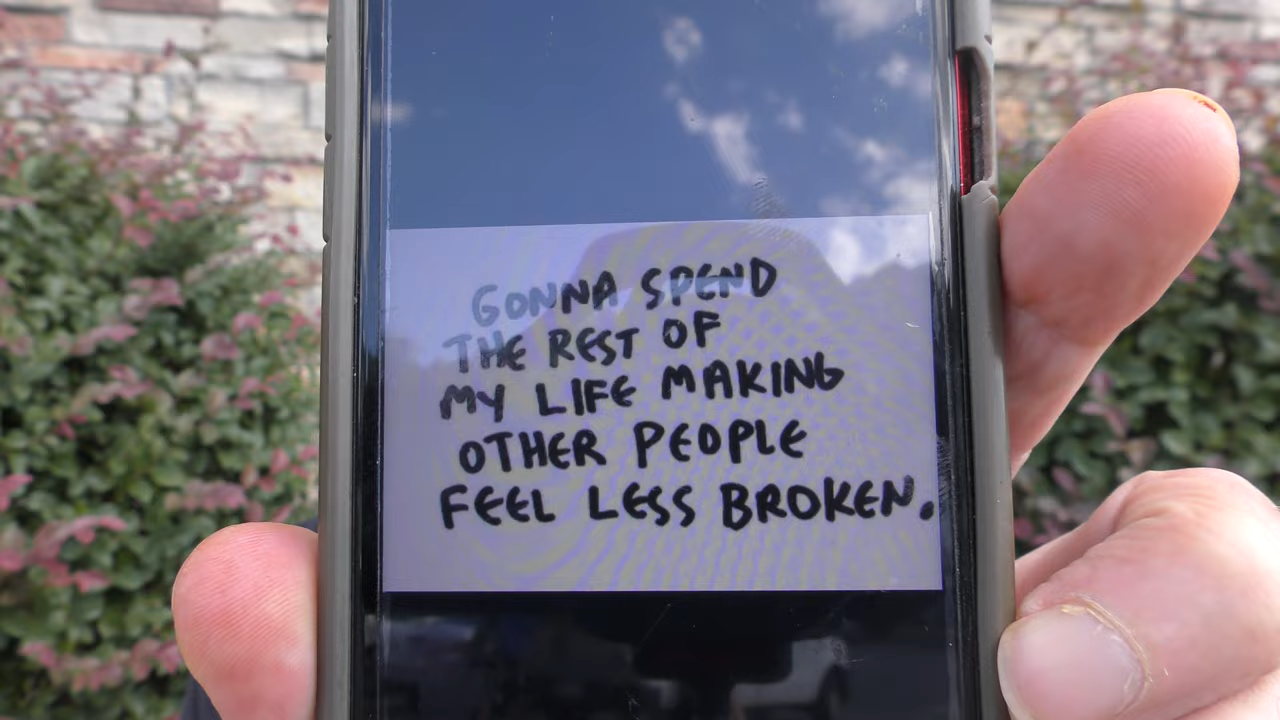 GONNA SPEND
THE REST OF
MY LIFE MAKING
OTHER PEOPLE
FEEL LESS BROKEN.